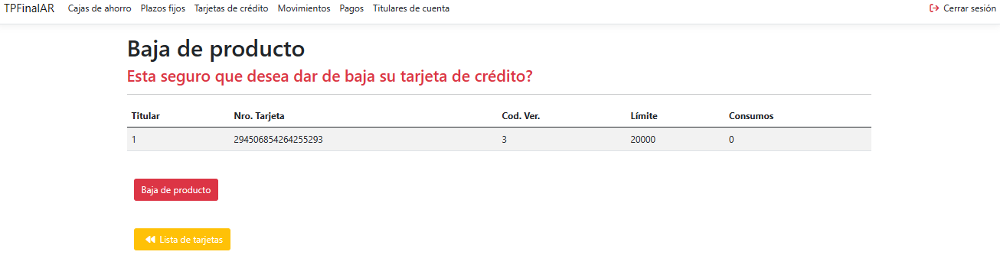 TPFinalAR Cajas de ahorro Plazos fijos Tarjetas de crédito Movimientos Pagos Titulares de cuenta Cerrar sesión
Baja de producto
Esta seguro que desea dar de baja su tarjeta de crédito?
Titular Nro. Tarjeta Cod. Ver. Límite Consumos
1 294506854264255293 3 20000 0
Baja de producto
Lista de tarjetas